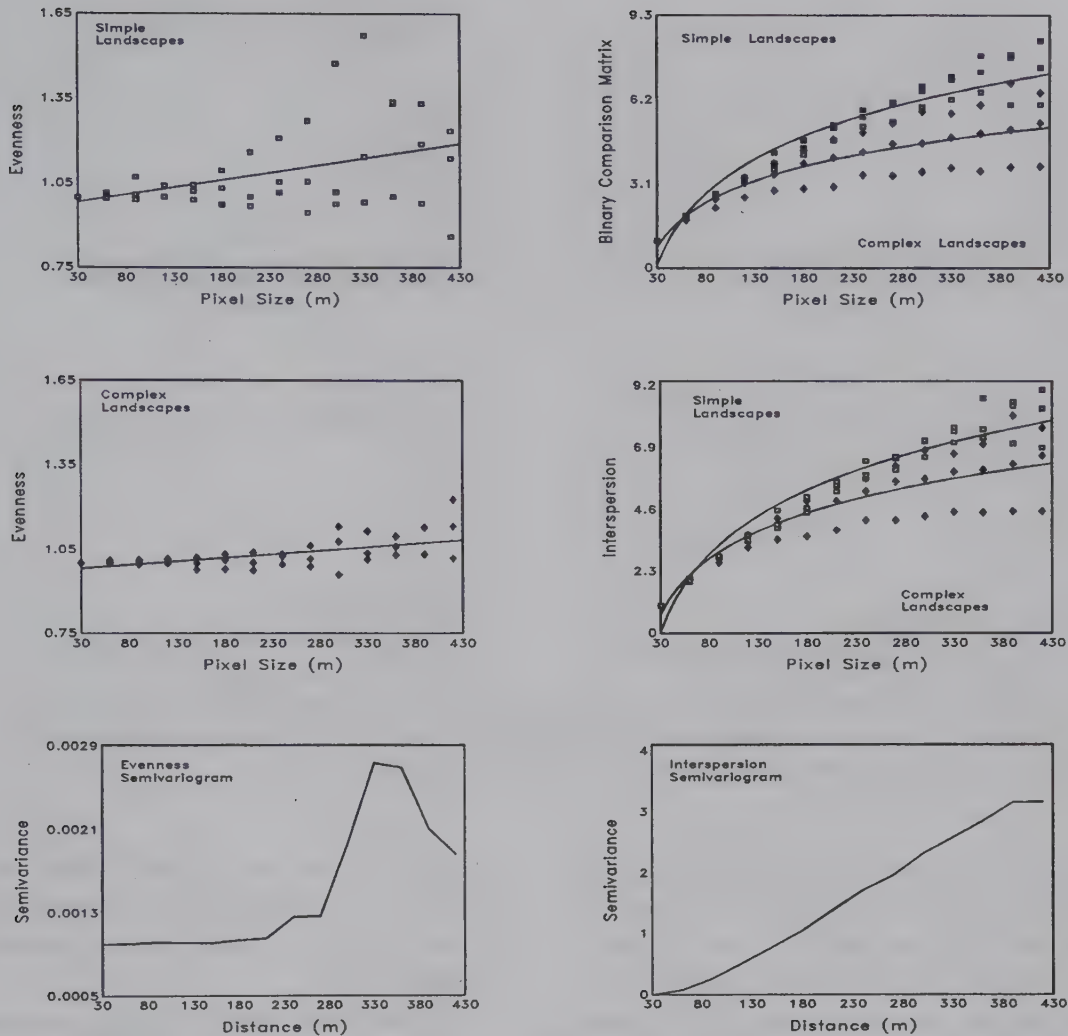 1.65
Simple
Landscapes
1.35
1.05
0.75
Evenness
30 80 130 180 230 280 330 380 430
Pixel Size (m)
9.3
Simple Landscapes
6.2
3.1
Complex Landscapes
0
Binary Comparison Matrix
30 80 130 180 230 280 330 380 430
Pixel Size (m)
1.65
Complex
Landscapes
1.35
1.05
0.75
Evenness
30 80 130 180 230 280 330 380 430
Pixel Size (m)
9.2
Simple
Landscapes
6.9
4.6
2.3
Complex
Landscapes
0
Interspersion
30 80 130 180 230 280 330 380 430
Pixel Size (m)
0.0029
Evenness
Semivariogram
0.0021
0.0013
0.0005
Semivariance
30 80 130 180 230 280 330 380 430
Distance (m)
4
Interspersion
Semivariogram
3
2
1
0
Semivariance
30 80 130 180 230 280 330 380 430
Distance (m)